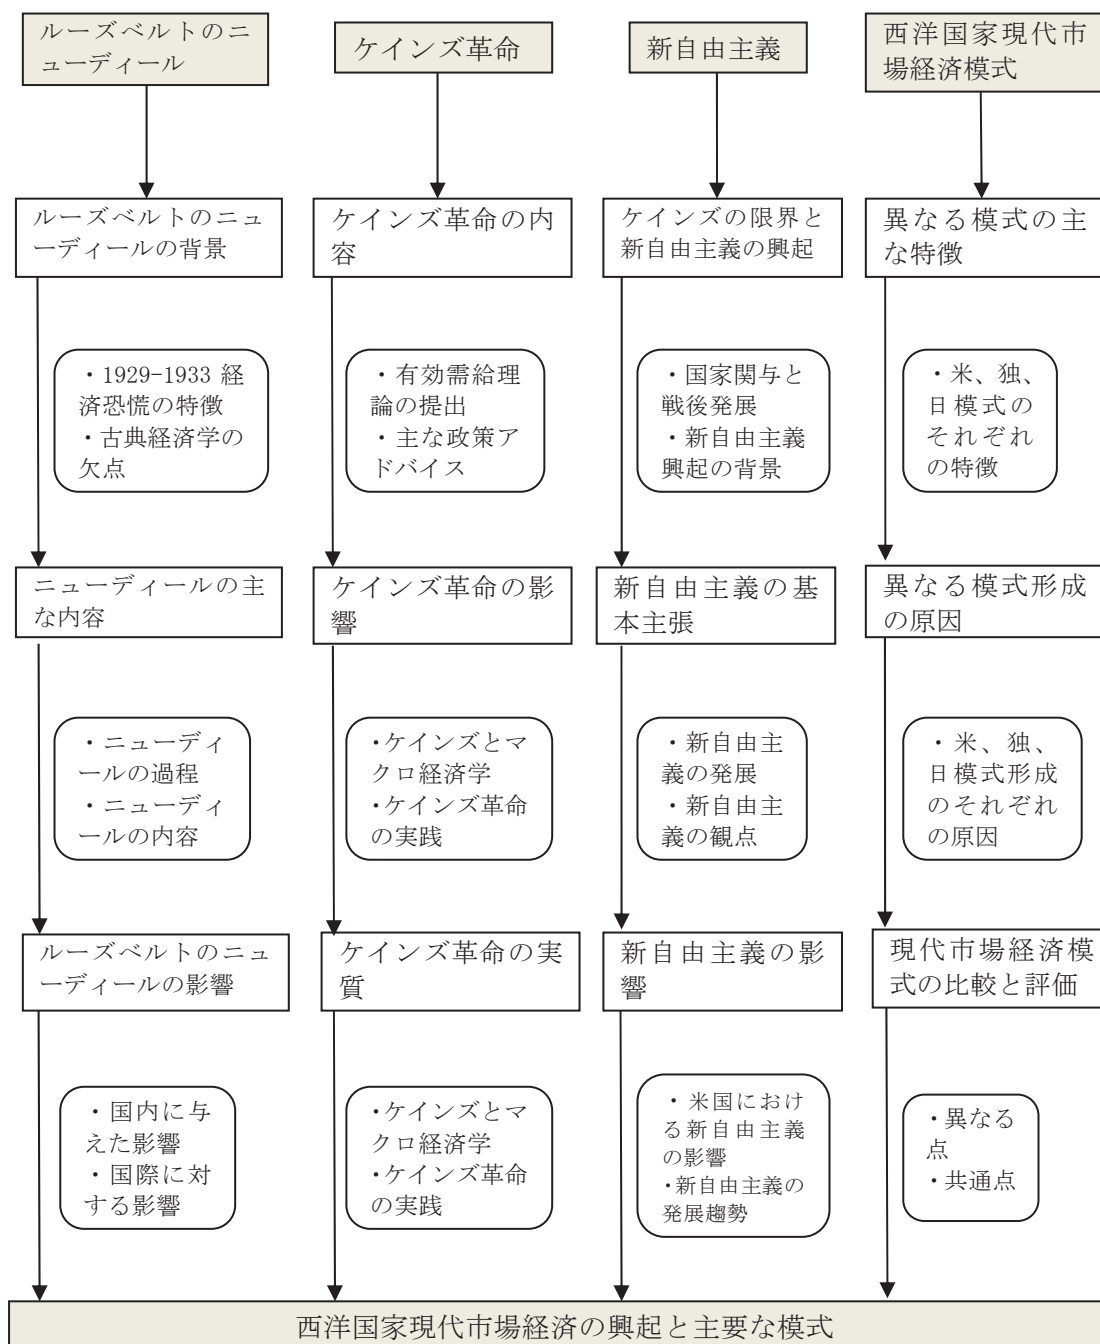 ルーズベルトのニ
ューディール
ケインズ革命
新自由主義
西洋国家現代市
場経済模式
ルーズベルトのニュ
ーディールの背景
ケインズ革命の内
容
ケインズの限界と
新自由主義の興起
異なる模式の主
な特徴
・1929-1933 経
済恐慌の特徴
・古典経済学の
欠点
・有効需給理
論の提出
・主な政策ア
ドバイス
・国家関与と
戦後発展
・新自由主義
興起の背景
・米、独、
日模式の
それぞれ
の特徴
ニューディールの主
な内容
ケインズ革命の影
響
新自由主義の基
本主張
異なる模式形成
の原因
・ニューディ
ールの過程
・ニューディ
ールの内容
・ケインズとマ
クロ経済学
・ケインズ革命
の実践
・新自由主
義の発展
・新自由主
義の観点
・米、独、
日模式形成
のそれぞれ
の原因
ルーズベルトのニュ
ーディールの影響
ケインズ革命の実
質
新自由主義の影
響
現代市場経済模
式の比較と評価
・国内に与
えた影響
・国際に対
する影響
・ケインズとマ
クロ経済学
・ケインズ革命
の実践
・米国におけ
る新自由主義
の影響
・新自由主義の
発展趨勢
・異なる
点
・共通点
西洋国家現代市場経済の興起と主要な模式